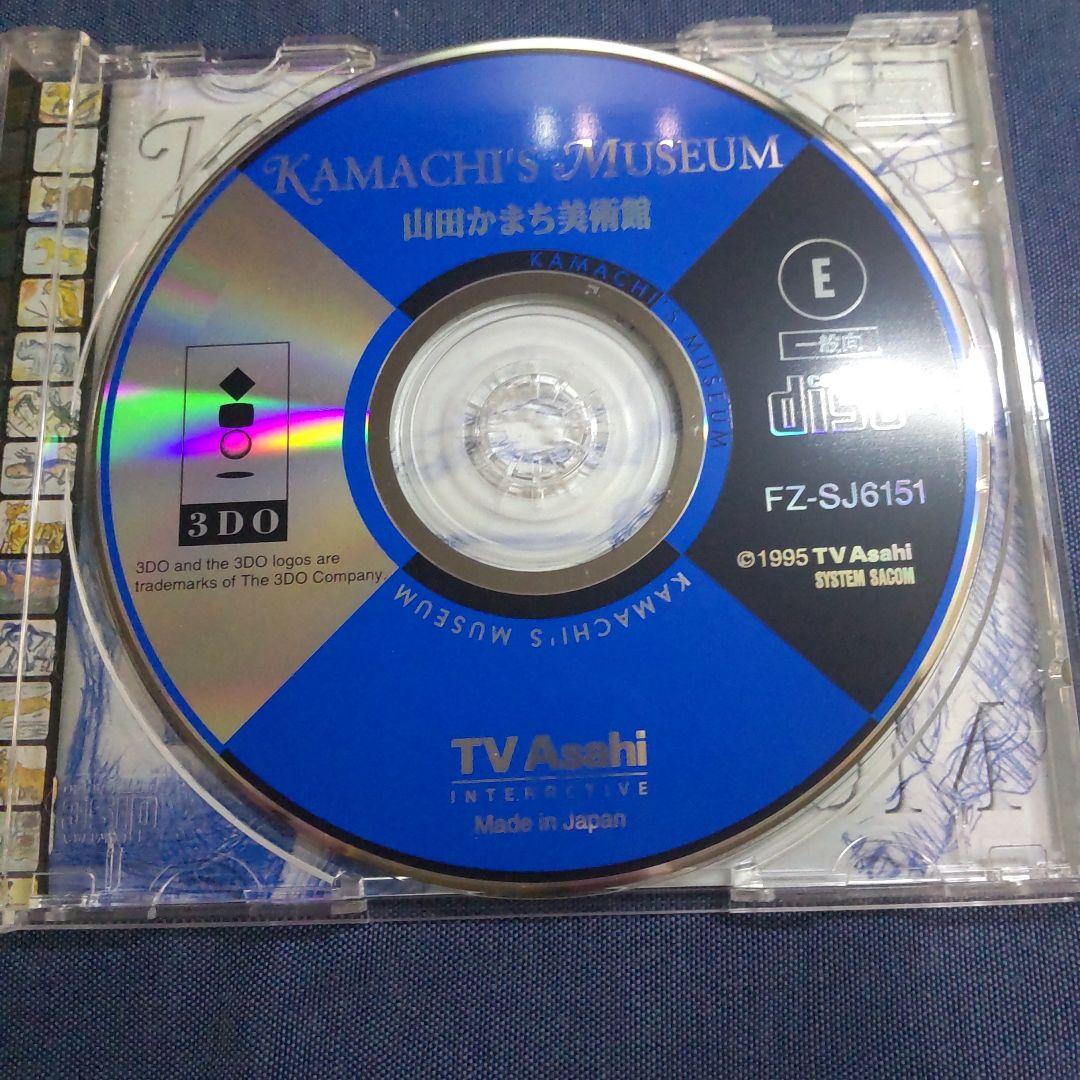 KAMACHI'S MUSEUM
山田かまち美術館
KAMACHI'S MUSEUM
E
一般向
disc
FZ-SJ6151
©1995 TV Asahi
SYSTEM SACOM
3DO
3DO and the 3DO logos are
trademarks of The 3DO Company.
KAMACHI'S MUSEUM
TV Asahi
INTERACTIVE
Made in Japan